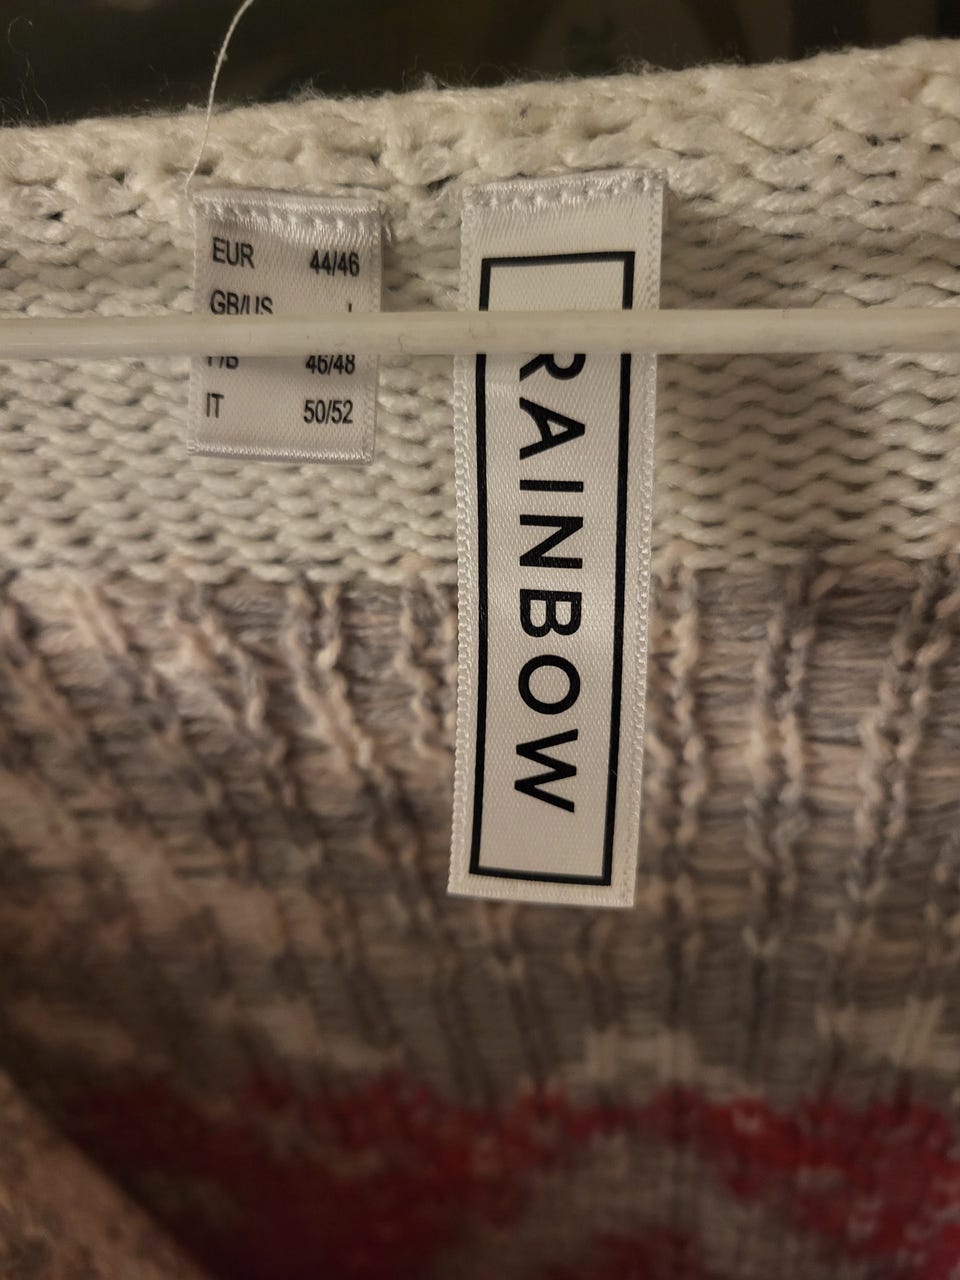 EUR 44/46
GB/US L
F/B 46/48
IT 50/52
RAINBOW